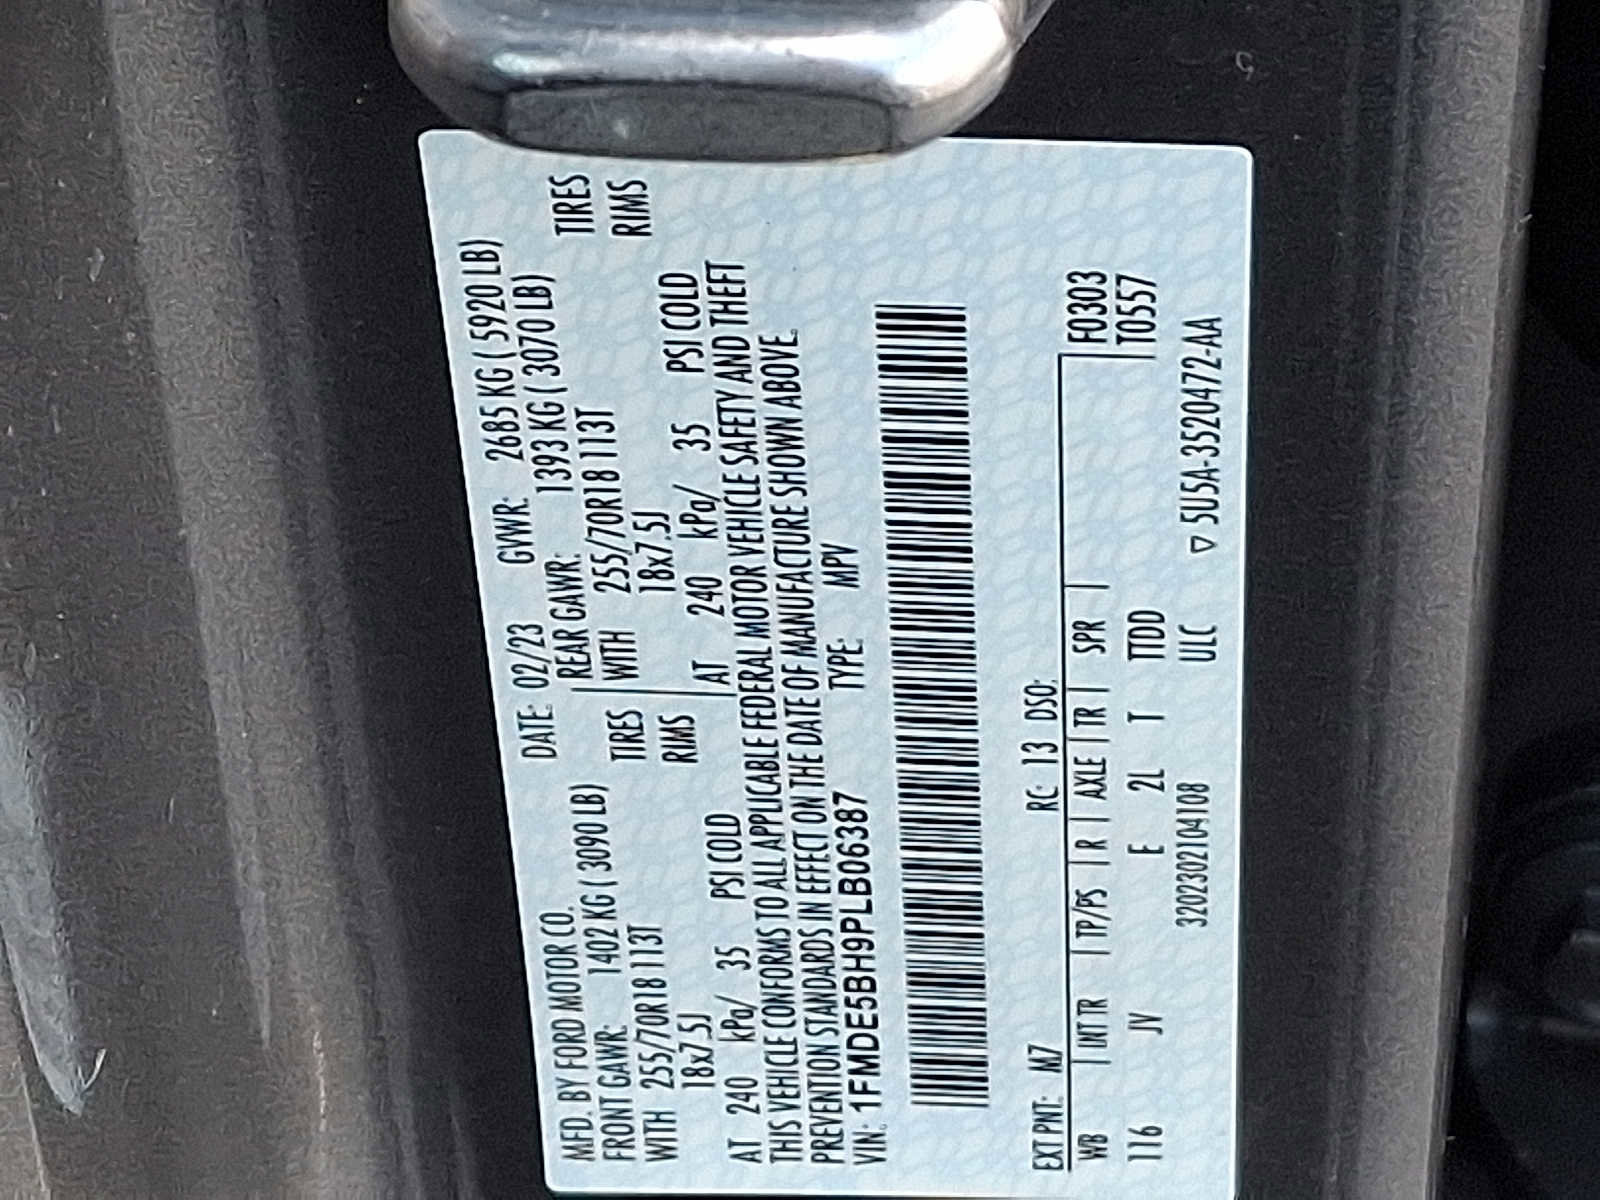 MFD. BY FORD MOTOR CO. DATE: 02/23 GVWR: 2685 KG ( 5920 LB)
FRONT GAWR: 1402 KG ( 3090 LB) REAR GAWR: 1393 KG ( 3070 LB)
WITH 255/70R18 113T TIRES WITH 255/70R18 113T TIRES
18x7.5J RIMS 18x7.5J RIMS
AT 240 kPa/ 35 PSI COLD AT 240 kPa/ 35 PSI COLD
THIS VEHICLE CONFORMS TO ALL APPLICABLE FEDERAL MOTOR VEHICLE SAFETY AND THEFT
PREVENTION STANDARDS IN EFFECT ON THE DATE OF MANUFACTURE SHOWN ABOVE.
VIN: 1FMDE5BH9PLB06387 TYPE: MPV
EXT PNT: M7 RC: 13 DSO: F0303
WB | INT TR | TP/PS | R | AXLE | TR | SPR | T0557
116 JV E 2L T TTDD
3202302104108 ULC ▽ 5U5A-3520472-AA